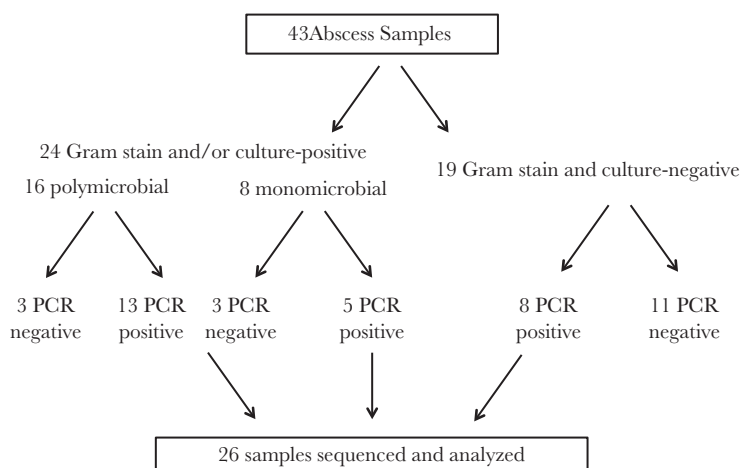 43Abscess Samples
24 Gram stain and/or culture-positive
19 Gram stain and culture-negative
16 polymicrobial
8 monomicrobial
3 PCR
negative
13 PCR
positive
3 PCR
negative
5 PCR
positive
8 PCR
positive
11 PCR
negative
26 samples sequenced and analyzed